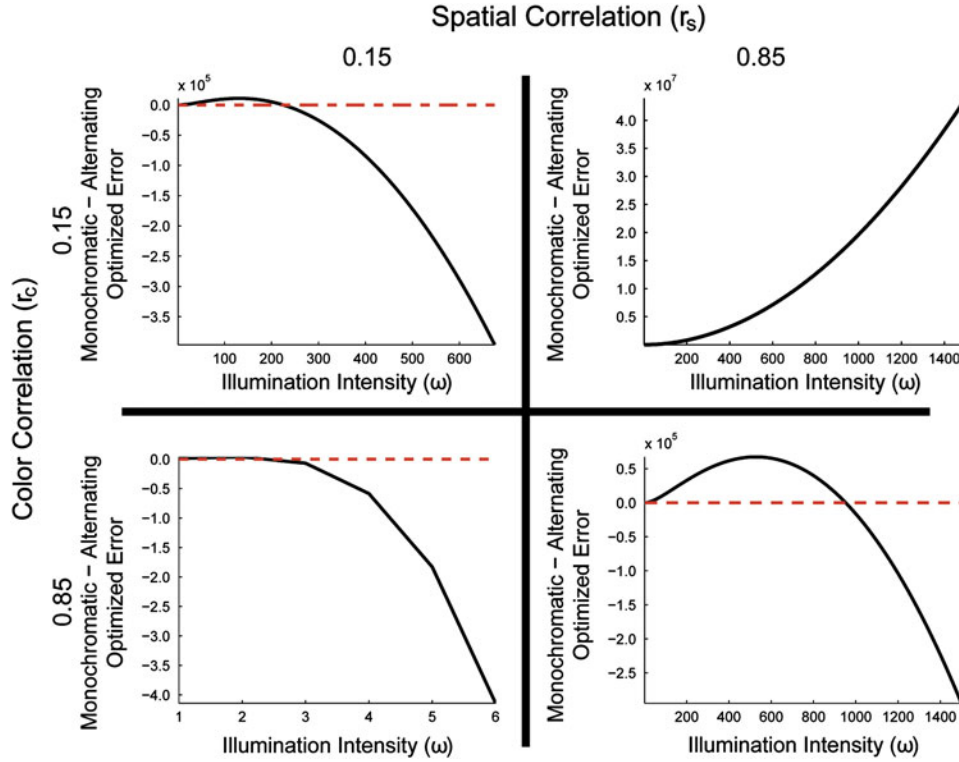 Spatial Correlation (rs)
0.15
0.85
Color Correlation (rc)
0.15
0.85
x 10^5
Monochromatic – Alternating
Optimized Error
0.0
−0.5
−1.0
−1.5
−2.0
−2.5
−3.0
−3.5
100 200 300 400 500 600
Illumination Intensity (ω)
x 10^7
Monochromatic – Alternating
Optimized Error
4.0
3.5
3.0
2.5
2.0
1.5
1.0
0.5
200 400 600 800 1000 1200 1400
Illumination Intensity (ω)
Monochromatic – Alternating
Optimized Error
0.0
−0.5
−1.0
−1.5
−2.0
−2.5
−3.0
−3.5
−4.0
1 2 3 4 5 6
Illumination Intensity (ω)
x 10^5
Monochromatic – Alternating
Optimized Error
0.5
0.0
−0.5
−1.0
−1.5
−2.0
−2.5
200 400 600 800 1000 1200 1400
Illumination Intensity (ω)